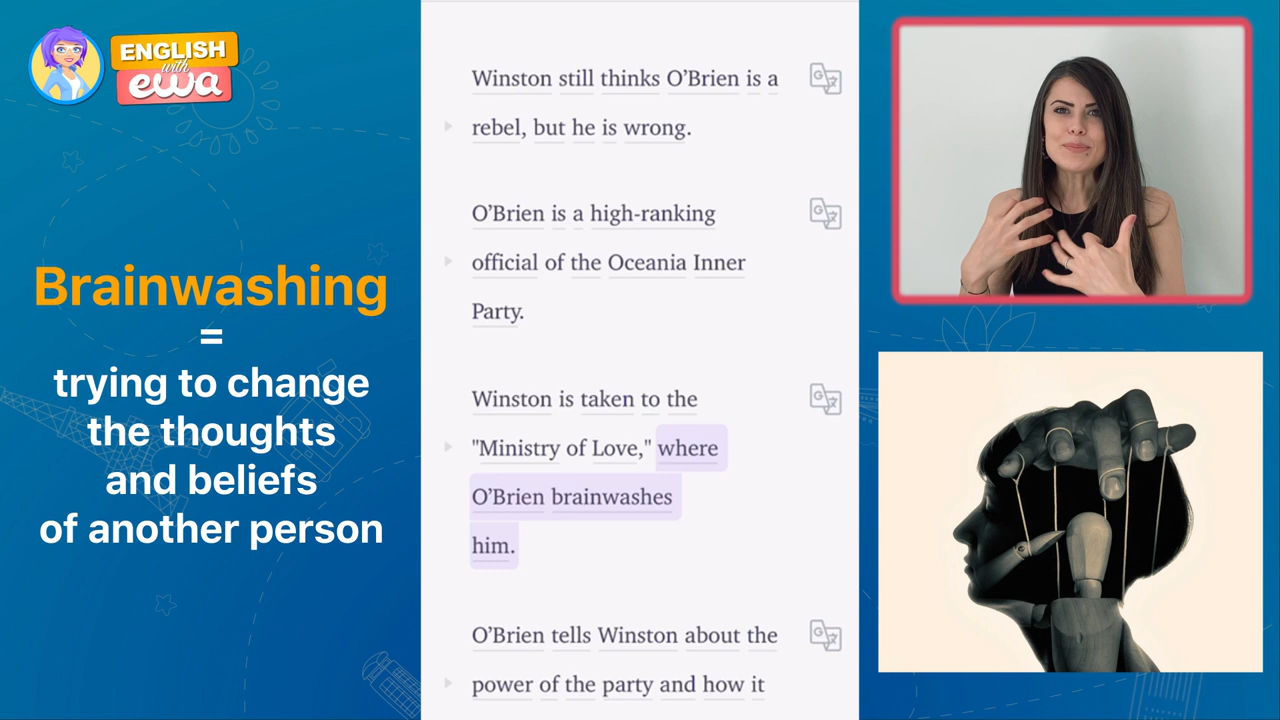 ENGLISH
with
ewa
Brainwashing
=
trying to change
the thoughts
and beliefs
of another person
Winston still thinks O’Brien is a
rebel, but he is wrong.
O’Brien is a high-ranking
official of the Oceania Inner
Party.
Winston is taken to the
"Ministry of Love," where
O’Brien brainwashes
him.
O’Brien tells Winston about the
power of the party and how it